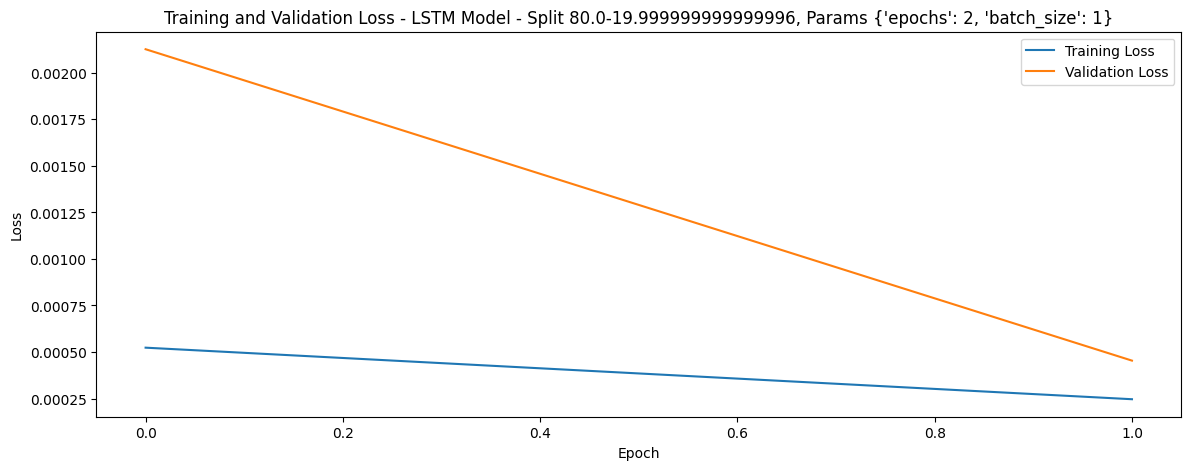 Training and Validation Loss - LSTM Model - Split 80.0-19.999999999999996, Params {'epochs': 2, 'batch_size': 1}
Training Loss
Validation Loss
0.00200
0.00175
0.00150
0.00125
0.00100
0.00075
0.00050
0.00025
Loss
0.0
0.2
0.4
0.6
0.8
1.0
Epoch